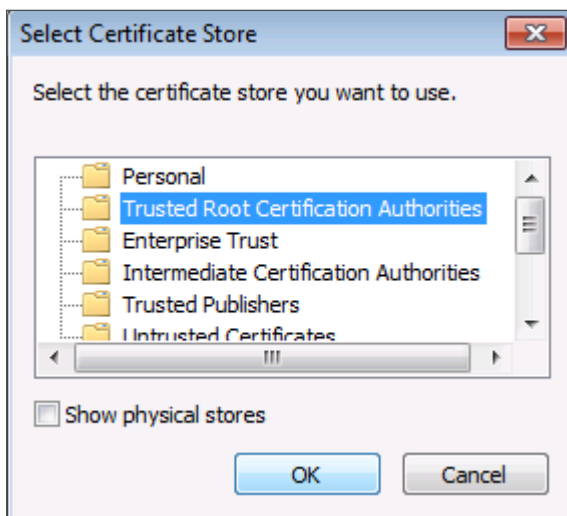 Select Certificate Store
Select the certificate store you want to use.
Personal
Trusted Root Certification Authorities
Enterprise Trust
Intermediate Certification Authorities
Trusted Publishers
Untrusted Certificates
Show physical stores
OK
Cancel